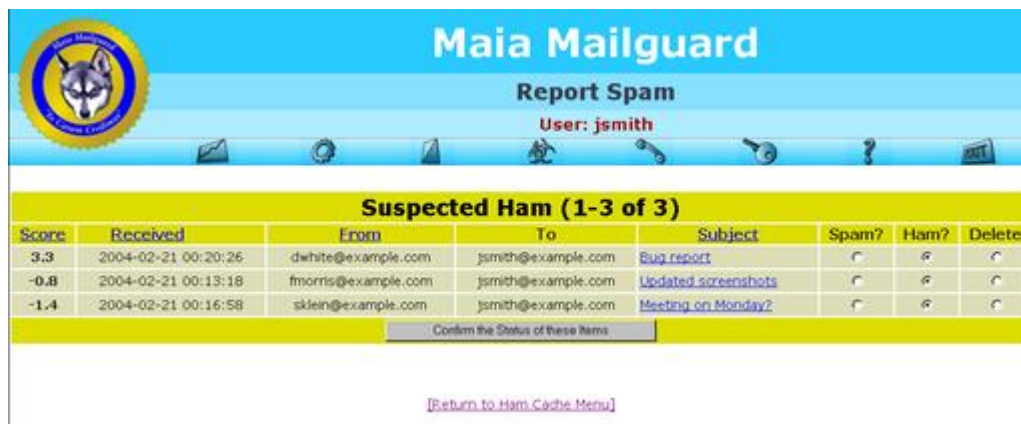 Maia Mailguard
Report Spam
User: jsmith
EXIT
Suspected Ham (1-3 of 3)
Score Received From To Subject Spam? Ham? Delete
3.3 2004-02-21 00:20:26 dwhite@example.com jsmith@example.com Bug report
-0.8 2004-02-21 00:13:18 fmorris@example.com jsmith@example.com Updated screenshots
-1.4 2004-02-21 00:16:58 sklein@example.com jsmith@example.com Meeting on Monday?
Confirm the Status of these Items
[Return to Ham Cache Menu]